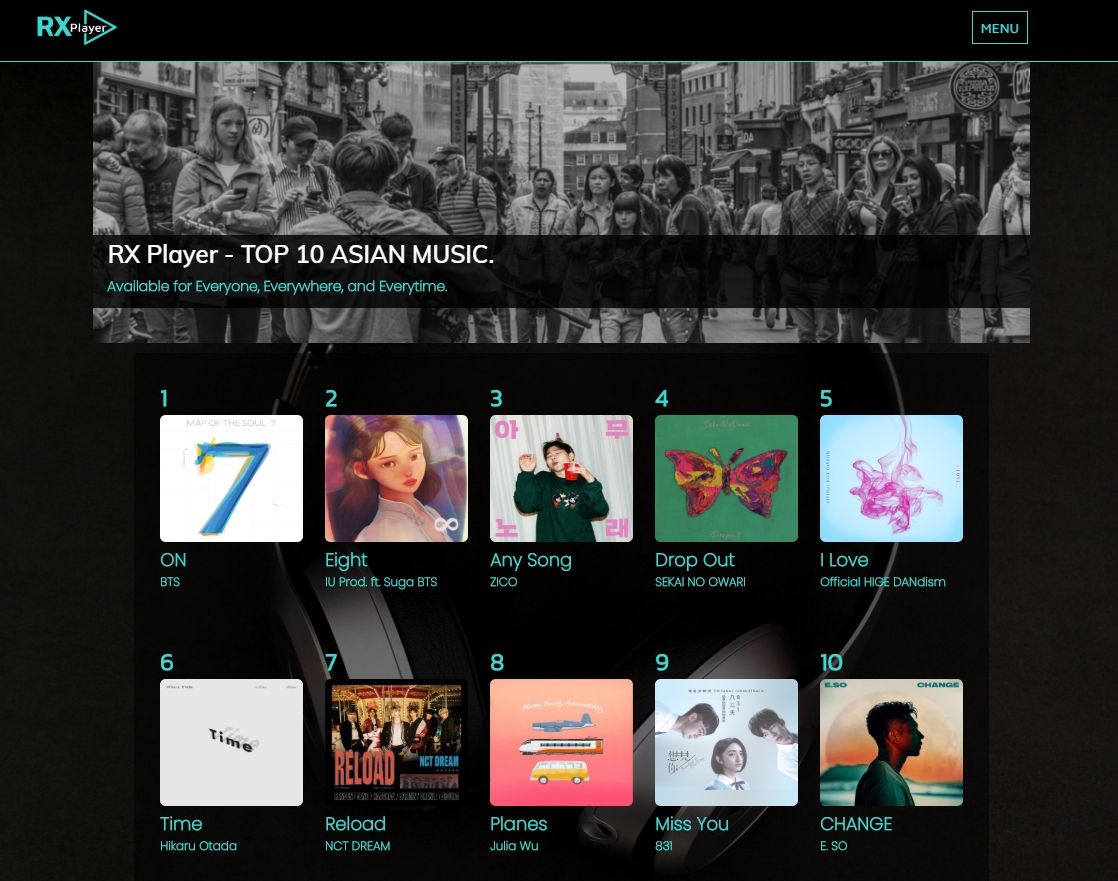 RX Player
MENU
RX Player - TOP 10 ASIAN MUSIC.
Available for Everyone, Everywhere, and Everytime.
1
2
3
4
5
MAP OF THE SOUL 7
아 무
노 래
ON
Eight
Any Song
Drop Out
I Love
BTS
IU Prod. ft. Suga BTS
ZICO
SEKAI NO OWARI
Official HIGE DANdism
6
7
8
9
10
Time
RELOAD
NCT DREAM
想見你
E.SO CHANGE
Time
Reload
Planes
Miss You
CHANGE
Hikaru Otada
NCT DREAM
Julia Wu
831
E. SO